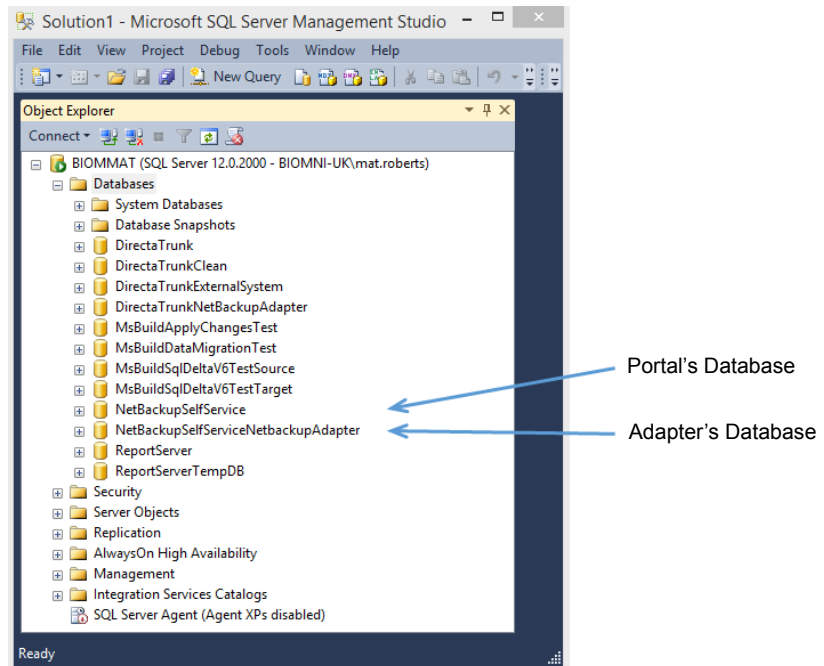 Solution1 - Microsoft SQL Server Management Studio
File Edit View Project Debug Tools Window Help
New Query
Object Explorer
Connect
BIOMMAT (SQL Server 12.0.2000 - BIOMNI-UK\mat.roberts)
Databases
System Databases
Database Snapshots
DirectaTrunk
DirectaTrunkClean
DirectaTrunkExternalSystem
DirectaTrunkNetBackupAdapter
MsBuildApplyChangesTest
MsBuildDataMigrationTest
MsBuildSqlDeltaV6TestSource
MsBuildSqlDeltaV6TestTarget
Portal's Database
NetBackupSelfService
NetBackupSelfServiceNetbackupAdapter
Adapter's Database
ReportServer
ReportServerTempDB
Security
Server Objects
Replication
AlwaysOn High Availability
Management
Integration Services Catalogs
SQL Server Agent (Agent XPs disabled)
Ready